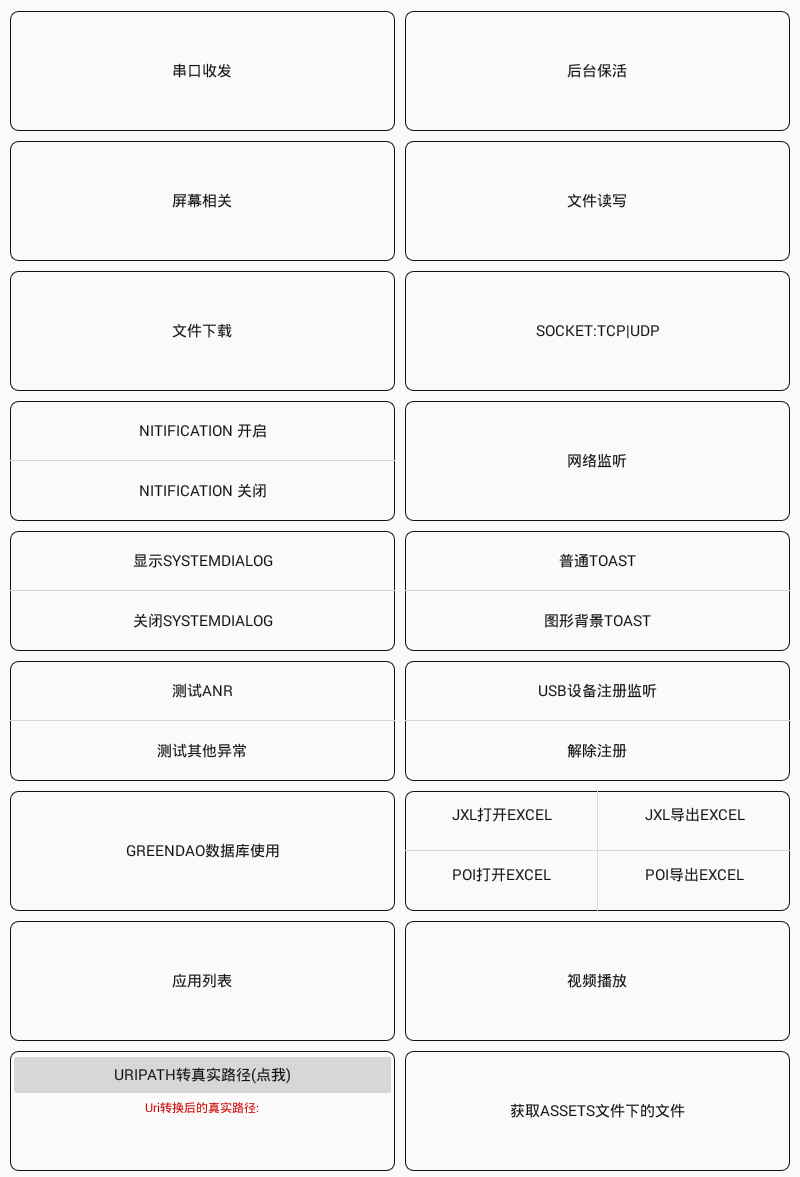 串口收发
后台保活
屏幕相关
文件读写
文件下载
SOCKET:TCP|UDP
NITIFICATION 开启
NITIFICATION 关闭
网络监听
显示SYSTEMDIALOG
关闭SYSTEMDIALOG
普通TOAST
图形背景TOAST
测试ANR
测试其他异常
USB设备注册监听
解除注册
GREENDAO数据库使用
JXL打开EXCEL
JXL导出EXCEL
POI打开EXCEL
POI导出EXCEL
应用列表
视频播放
URIPATH转真实路径(点我)
Uri转换后的真实路径:
获取ASSETS文件下的文件